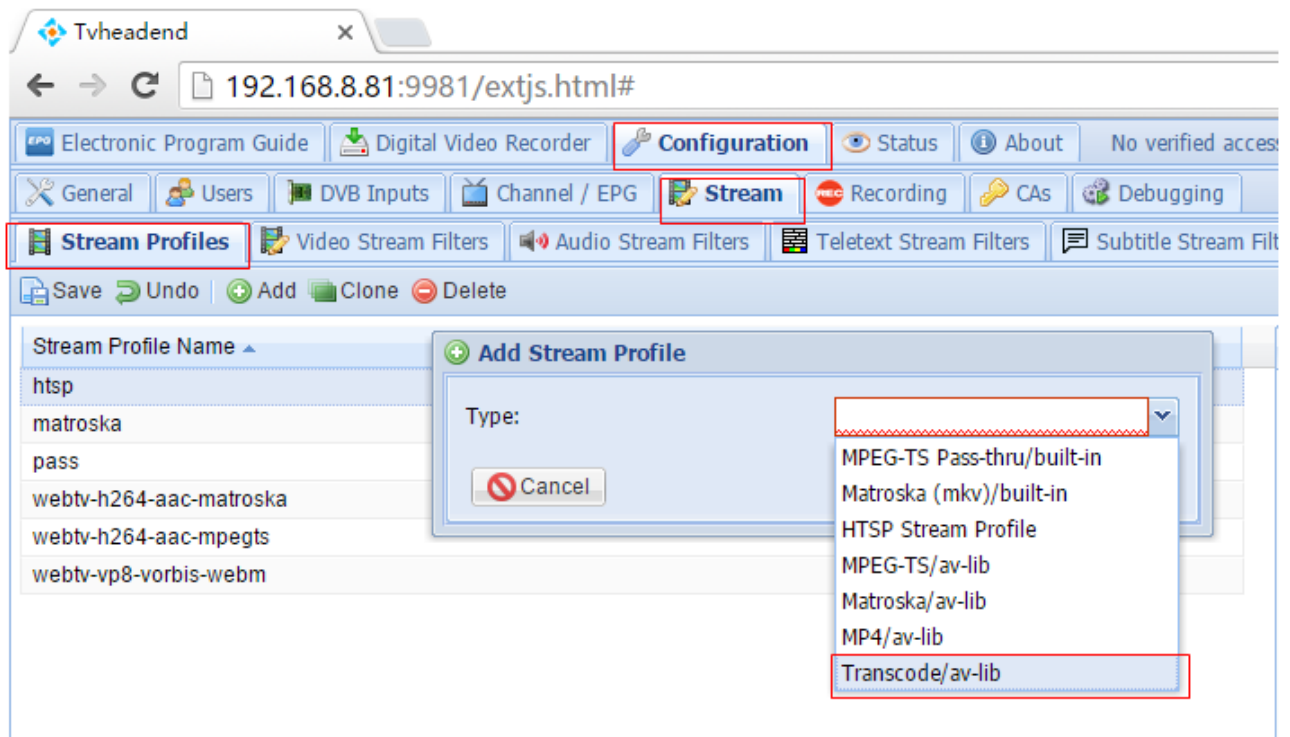 Tvheadend
192.168.8.81:9981/extjs.html#
EPG Electronic Program Guide Digital Video Recorder Configuration Status About No verified access
General Users DVB Inputs Channel / EPG Stream REC Recording CAs Debugging
Stream Profiles Video Stream Filters Audio Stream Filters Teletext Stream Filters Subtitle Stream Filt
Save Undo Add Clone Delete
Stream Profile Name
htsp
matroska
pass
webtv-h264-aac-matroska
webtv-h264-aac-mpegts
webtv-vp8-vorbis-webm
Add Stream Profile
Type:
Cancel
MPEG-TS Pass-thru/built-in
Matroska (mkv)/built-in
HTSP Stream Profile
MPEG-TS/av-lib
Matroska/av-lib
MP4/av-lib
Transcode/av-lib